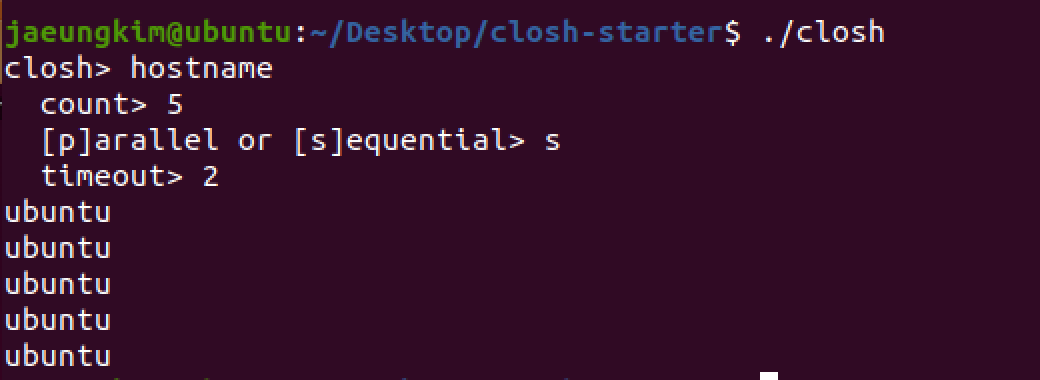 jaeungkim@ubuntu:~/Desktop/closh-starter$ ./closh
closh> hostname
  count> 5
  [p]arallel or [s]equential> s
  timeout> 2
ubuntu
ubuntu
ubuntu
ubuntu
ubuntu